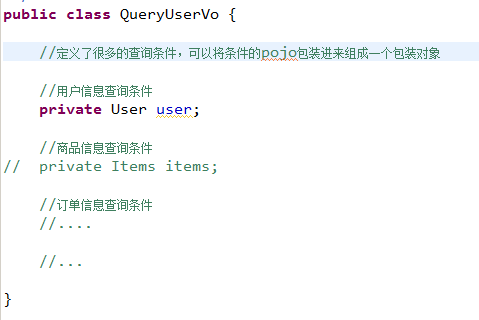 public class QueryUserVo {
//定义了很多的查询条件，可以将条件的pojo包装进来组成一个包装对象
//用户信息查询条件
private User user;
//商品信息查询条件
//  private Items items;
//订单信息查询条件
//....
//...
}